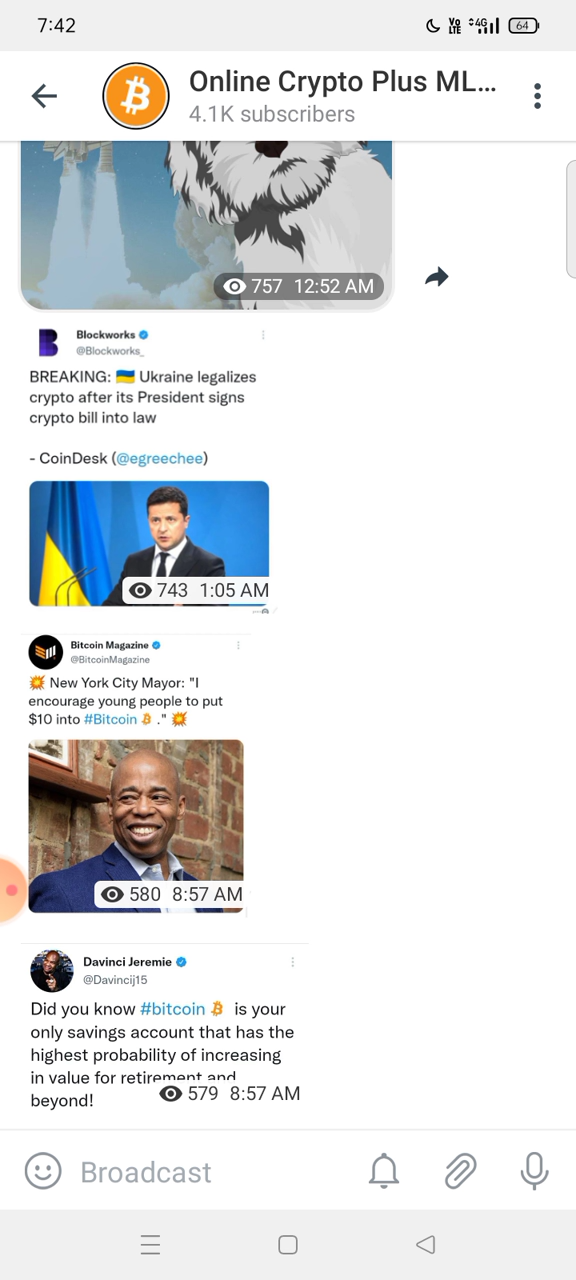 7:42
Vo LTE 4G 64
Online Crypto Plus ML...
4.1K subscribers
757 12:52 AM
Blockworks
@Blockworks_
BREAKING: 🇺🇦 Ukraine legalizes
crypto after its President signs
crypto bill into law
- CoinDesk (@egreechee)
743 1:05 AM
Bitcoin Magazine
@BitcoinMagazine
💥 New York City Mayor: "I
encourage young people to put
$10 into #Bitcoin ₿ ." 💥
580 8:57 AM
Davinci Jeremie
@Davincij15
Did you know #bitcoin ₿ is your
only savings account that has the
highest probability of increasing
in value for retirement and
beyond!
579 8:57 AM
Broadcast